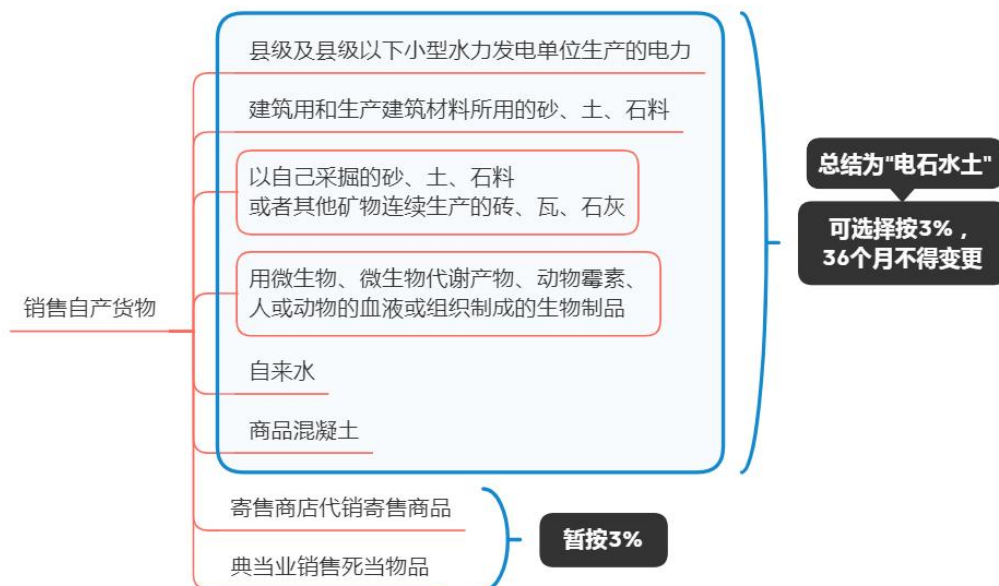 县级及县级以下小型水力发电单位生产的电力
建筑用和生产建筑材料所用的砂、土、石料
以自己采掘的砂、土、石料
或者其他矿物连续生产的砖、瓦、石灰
用微生物、微生物代谢产物、动物霉素、
人或动物的血液或组织制成的生物制品
销售自产货物
自来水
商品混凝土
总结为"电石水土"
可选择按3%，
36个月不得变更
寄售商店代销寄售商品
典当业销售死当物品
暂按3%